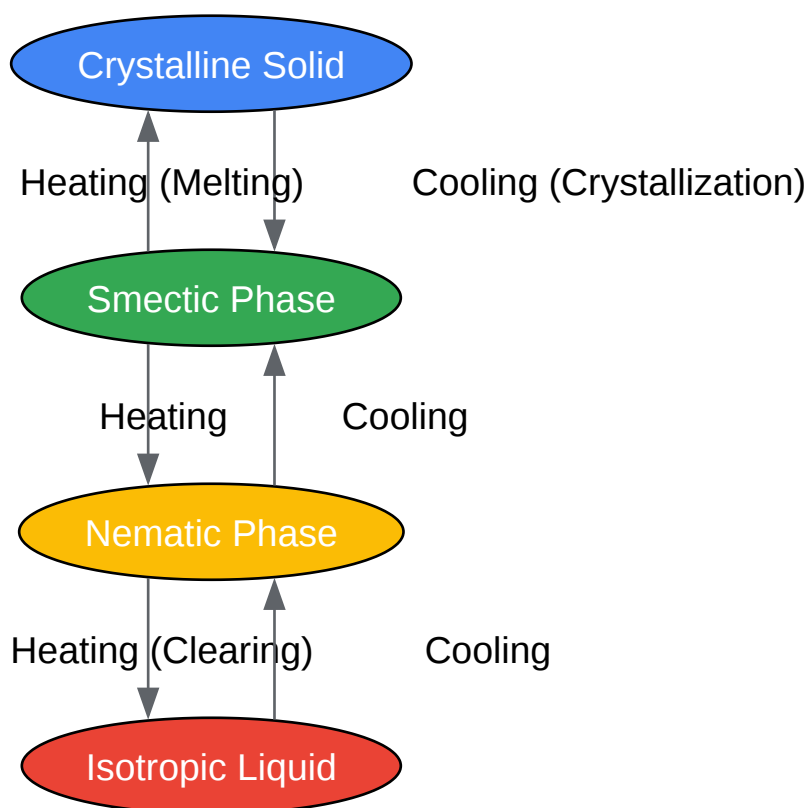 Crystalline Solid
Heating (Melting)
Cooling (Crystallization)
Smectic Phase
Heating
Cooling
Nematic Phase
Heating (Clearing)
Cooling
Isotropic Liquid